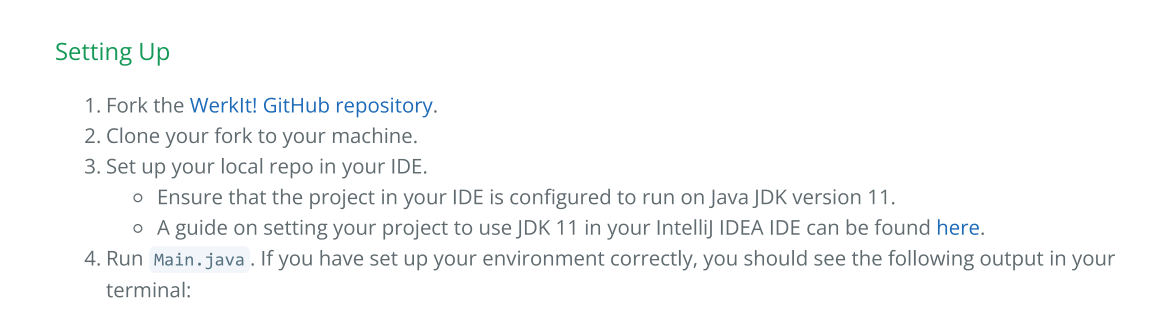 Setting Up
1. Fork the WerkIt! GitHub repository.
2. Clone your fork to your machine.
3. Set up your local repo in your IDE.
○ Ensure that the project in your IDE is configured to run on Java JDK version 11.
○ A guide on setting your project to use JDK 11 in your IntelliJ IDEA IDE can be found here.
4. Run Main.java. If you have set up your environment correctly, you should see the following output in your
terminal: